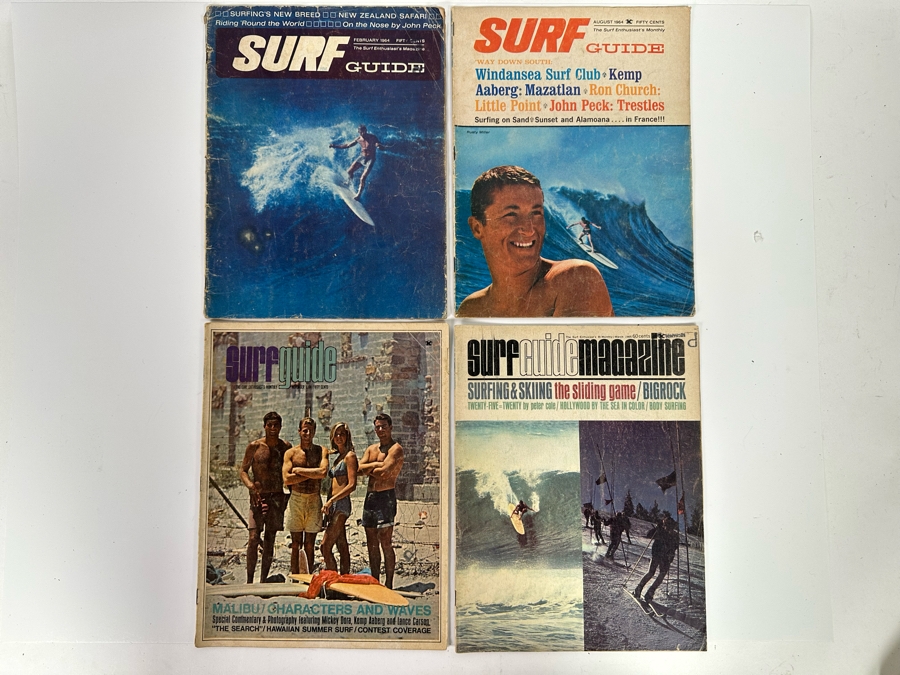 SURFING'S NEW BREED NEW ZEALAND SAFARI
Riding 'Round the World On the Nose by John Peck
SURF GUIDE
FEBRUARY 1964
The Surf Enthusiast's Magazine
SURF GUIDE
AUGUST 1964 FIFTY CENTS
The Surf Enthusiast's Monthly
'WAY DOWN SOUTH:
Windansea Surf Club Kemp
Aaberg: Mazatlan Ron Church:
Little Point John Peck: Trestles
Surfing on Sand Sunset and Alamoana .... in France!!!
surfguide
MALIBU/CHARACTERS AND WAVES
Special Commentary & Photography Featuring Mickey Dora, Kemp Aaberg and Lance Carson
"THE SEARCH"/HAWAIIAN SUMMER SURF/CONTEST COVERAGE
surfguidemagazine
60 cents
SURFING & SKIING the sliding game/BIGROCK
TWENTY-FIVE=TWENTY by peter cole/HOLLYWOOD BY THE SEA IN COLOR/BODY SURFING